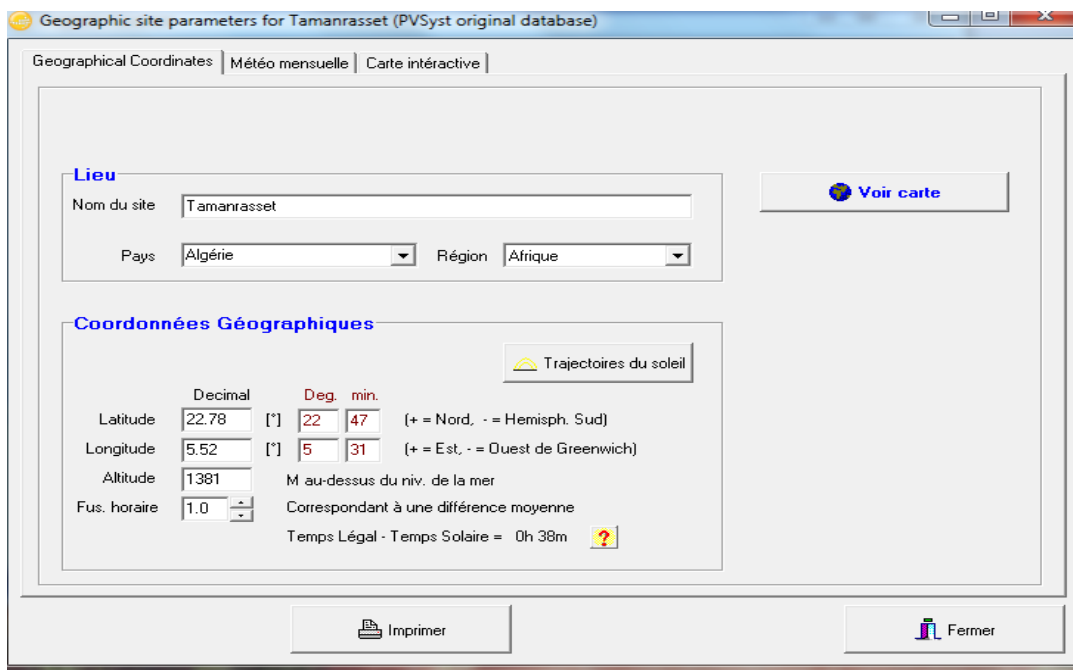 Geographic site parameters for Tamanrasset (PVSyst original database)
Geographical Coordinates Météo mensuelle Carte intéractive
Lieu
Nom du site Tamanrasset
Voir carte
Pays Algérie Région Afrique
Coordonnées Géographiques
Trajectoires du soleil
Decimal Deg. min.
Latitude 22.78 [°] 22 47 (+ = Nord, - = Hemisph. Sud)
Longitude 5.52 [°] 5 31 (+ = Est, - = Ouest de Greenwich)
Altitude 1381 M au-dessus du niv. de la mer
Fus. horaire 1.0 Correspondant à une différence moyenne
Temps Légal - Temps Solaire = 0h 38m ?
Imprimer Fermer